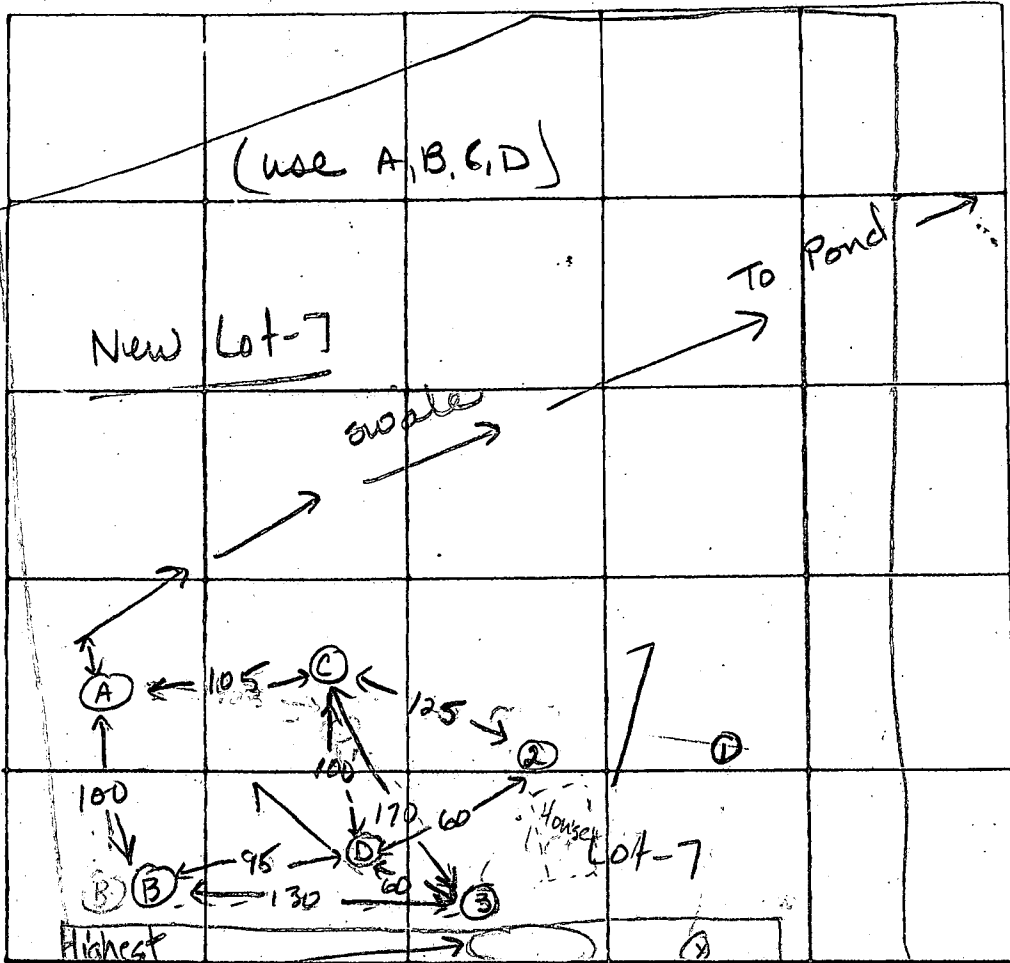 (use A, B, C, D)
To Pond
New Lot-7
swale
A
105
C
125
2
1
100
100
170
60
House
Lot-7
D
95
60
B
B
130
3
Highest
X